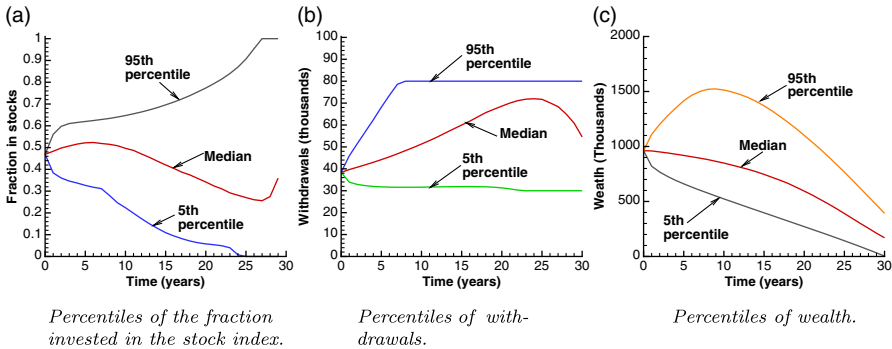 (a)
1
0.9
0.8
0.7
0.6
0.5
0.4
0.3
0.2
0.1
0
Fraction in stocks
95th
percentile
Median
5th
percentile
0 5 10 15 20 25 30
Time (years)
Percentiles of the fraction
invested in the stock index.
(b)
100
90
80
70
60
50
40
30
20
10
0
Withdrawals (thousands)
95th
percentile
Median
5th
percentile
0 5 10 15 20 25 30
Time (years)
Percentiles of with-
drawals.
(c)
2000
1500
1000
500
0
Weatlh (Thousands)
95th
percentile
Median
5th
percentile
0 5 10 15 20 25 30
Time (years)
Percentiles of wealth.